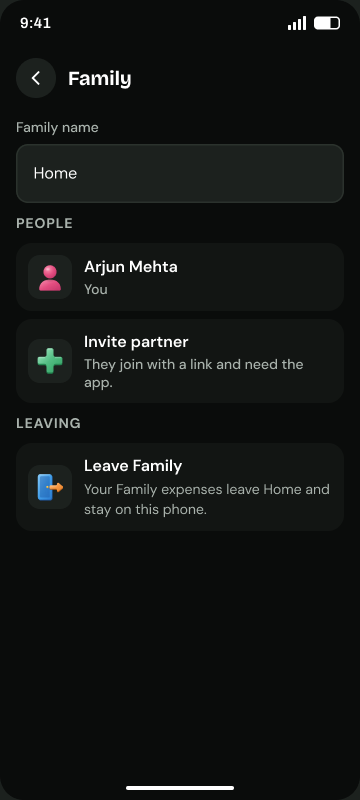 9:41
Family
Family name
Home
PEOPLE
Arjun Mehta
You
Invite partner
They join with a link and need the
app.
LEAVING
Leave Family
Your Family expenses leave Home and
stay on this phone.